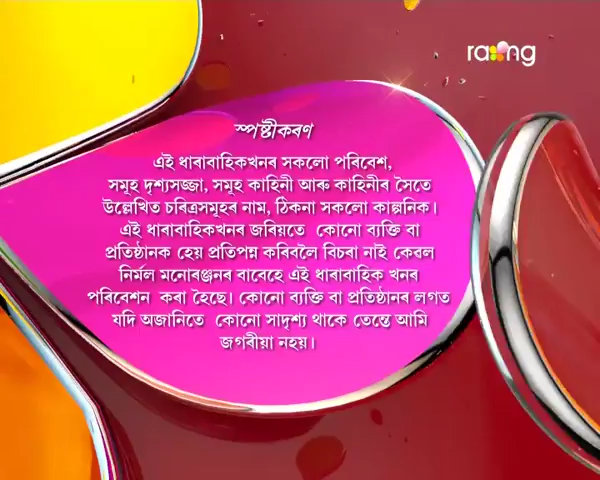 raong
স্পষ্টীকৰণ
এই ধাৰাবাহিকখনৰ সকলো পৰিবেশ,
সমূহ দৃশ্যসজ্জা, সমূহ কাহিনী আৰু কাহিনীৰ সৈতে
উল্লেখিত চৰিত্ৰসমূহৰ নাম, ঠিকনা সকলো কাল্পনিক।
এই ধাৰাবাহিকখনৰ জৰিয়তে কোনো ব্যক্তি বা
প্ৰতিষ্ঠানক হেয় প্ৰতিপন্ন কৰিবলৈ বিচৰা নাই কেৱল
নিৰ্মল মনোৰঞ্জনৰ বাবেহে এই ধাৰাবাহিক খনৰ
পৰিবেশন কৰা হৈছে। কোনো ব্যক্তি বা প্ৰতিষ্ঠানৰ লগত
যদি অজানিতে কোনো সাদৃশ্য থাকে তেন্তে আমি
জগৰীয়া নহয়।